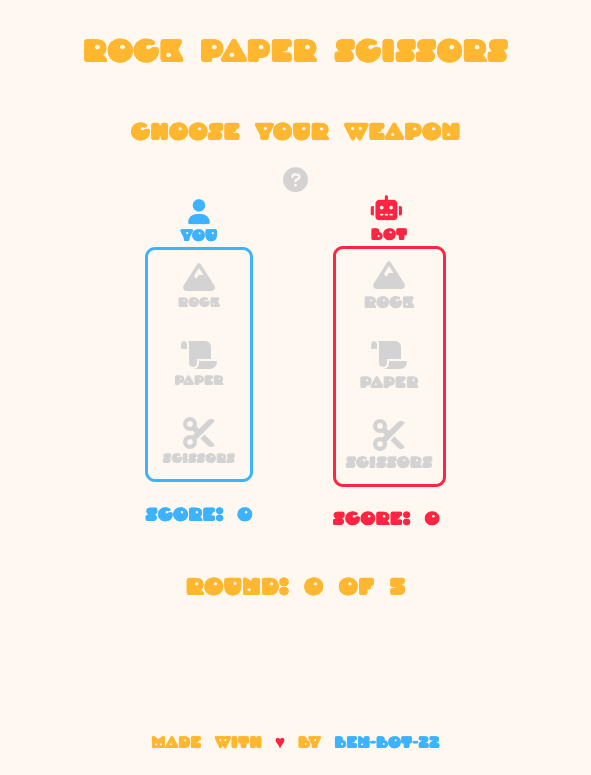 ROCK PAPER SCISSORS
CHOOSE YOUR WEAPON
?
YOU
ROCK
PAPER
SCISSORS
SCORE: 0
BOT
ROCK
PAPER
SCISSORS
SCORE: 0
ROUND: 0 OF 5
MADE WITH ♥ BY BEN-BOT-22